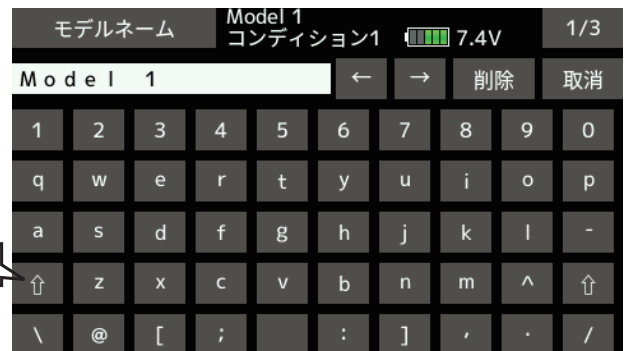 モデルネーム Model 1 1/3
コンディション1 7.4V
Model 1 ← → 削除 取消
1 2 3 4 5 6 7 8 9 0
q w e r t y u i o p
a s d f g h j k l -
⇧ z x c v b n m ^ ⇧
\ @ [ ; : ] , . /